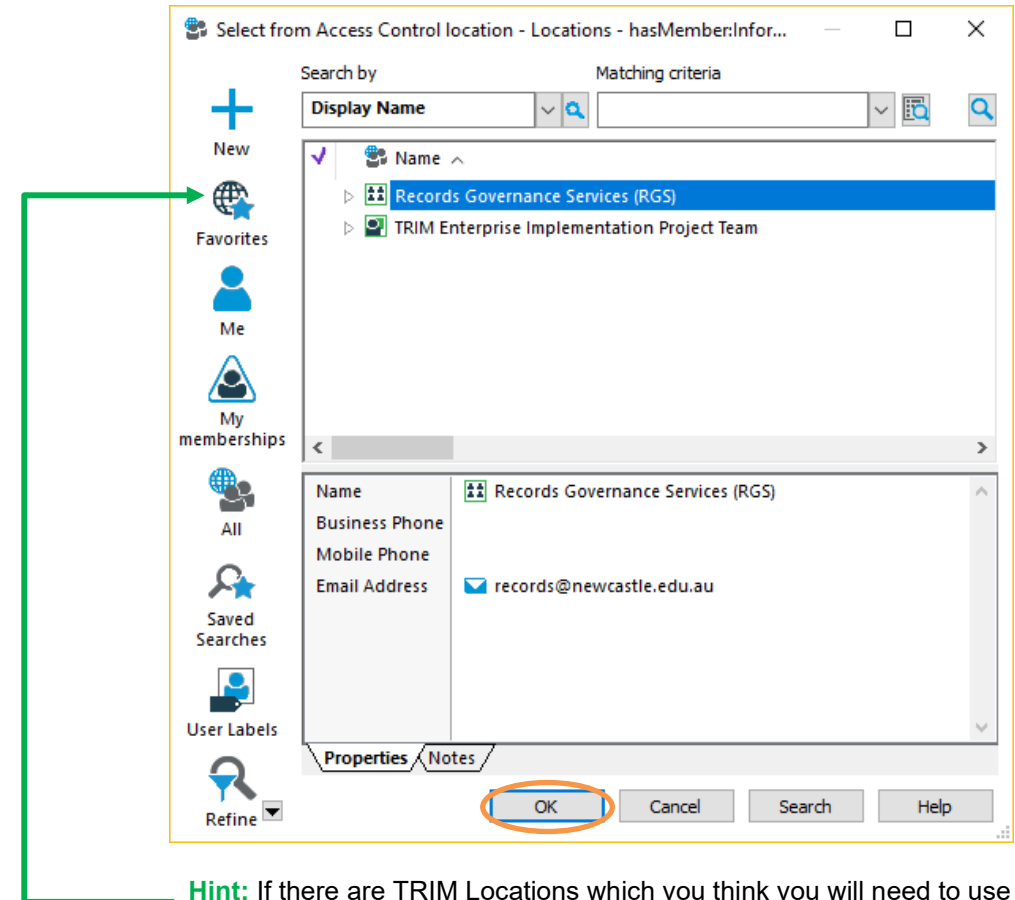 Select from Access Control location - Locations - hasMember:Infor...
Search by
Matching criteria
Display Name
New
Name
Records Governance Services (RGS)
TRIM Enterprise Implementation Project Team
Favorites
Me
My
memberships
All
Saved
Searches
User Labels
Refine
Name
Records Governance Services (RGS)
Business Phone
Mobile Phone
Email Address
records@newcastle.edu.au
Properties
Notes
OK
Cancel
Search
Help
Hint: If there are TRIM Locations which you think you will need to use